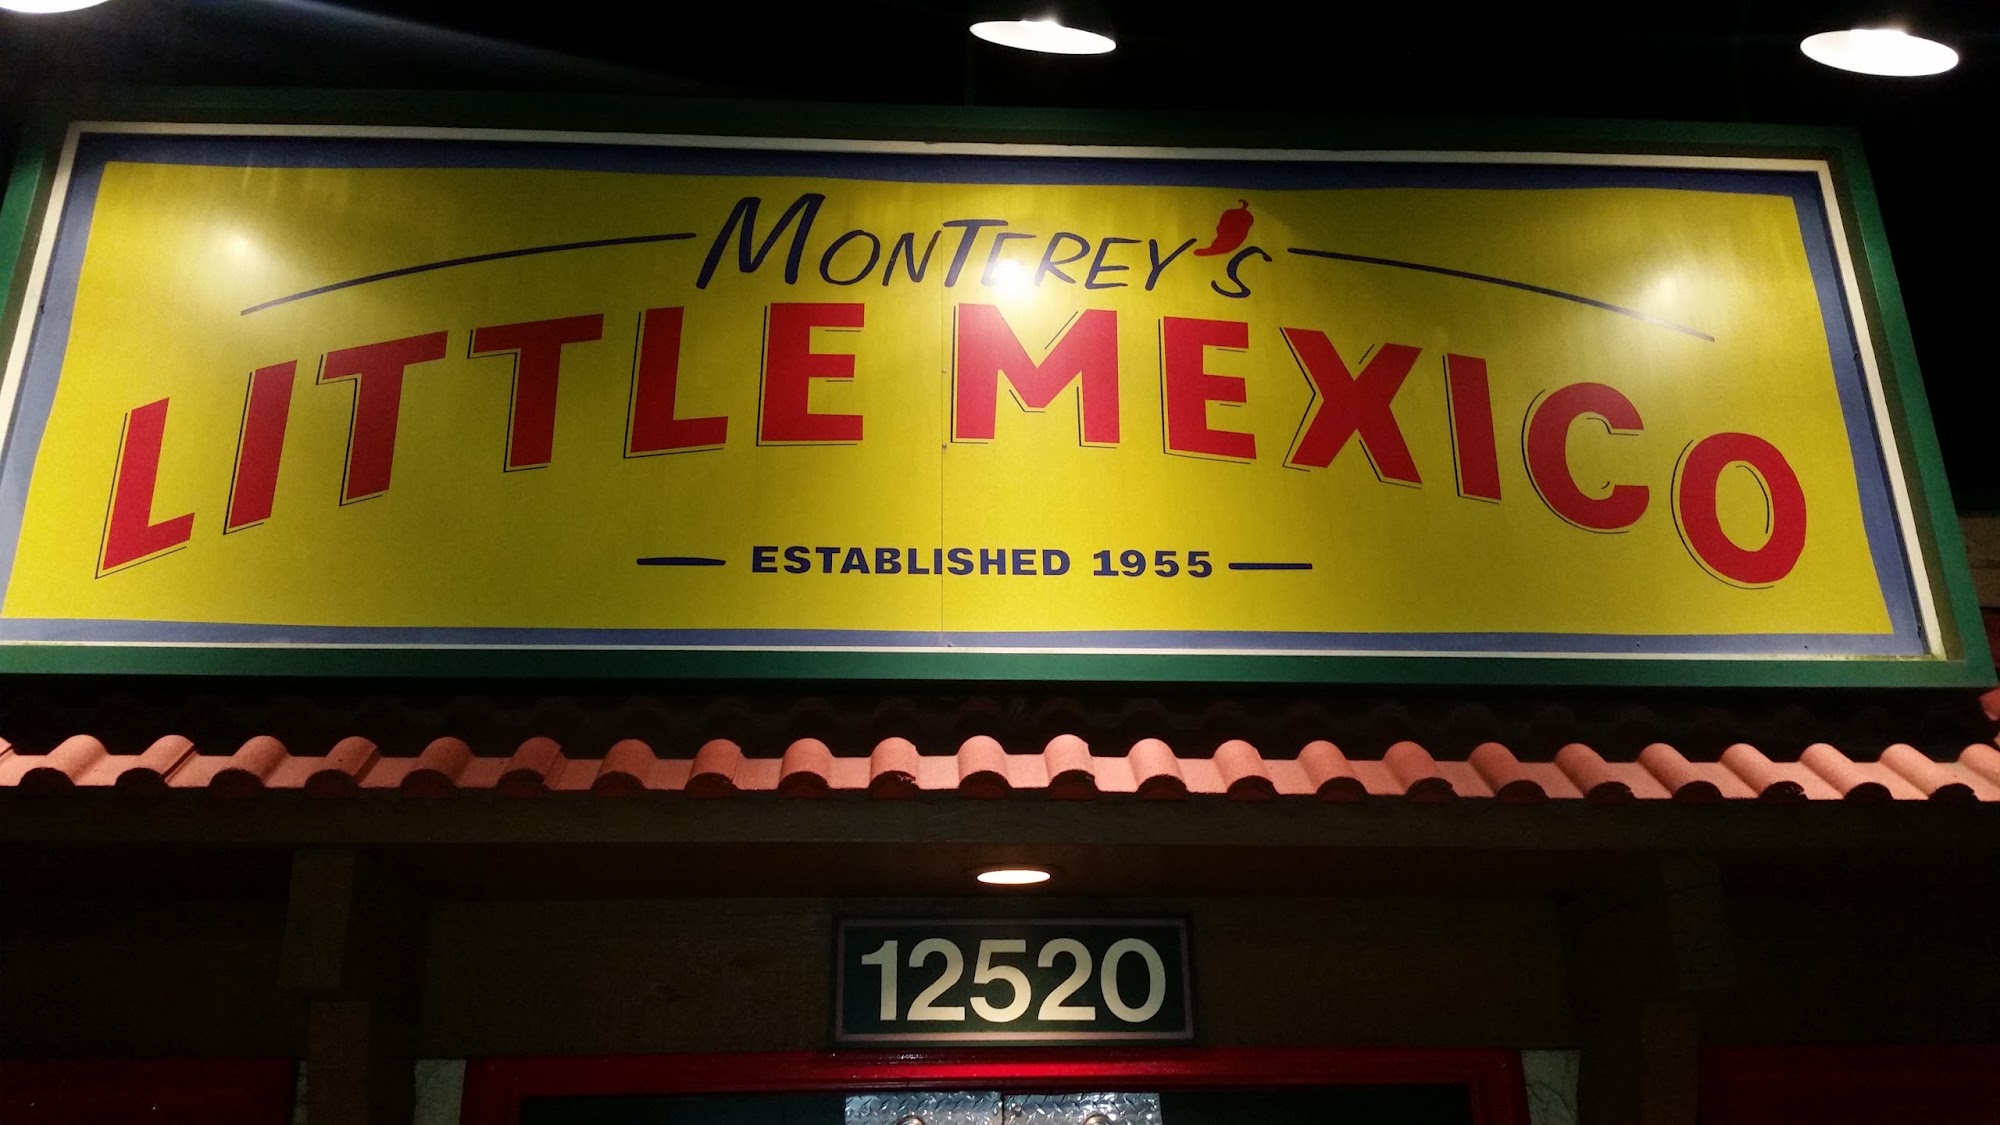 MONTEREY'S
LITTLE MEXICO
ESTABLISHED 1955
12520